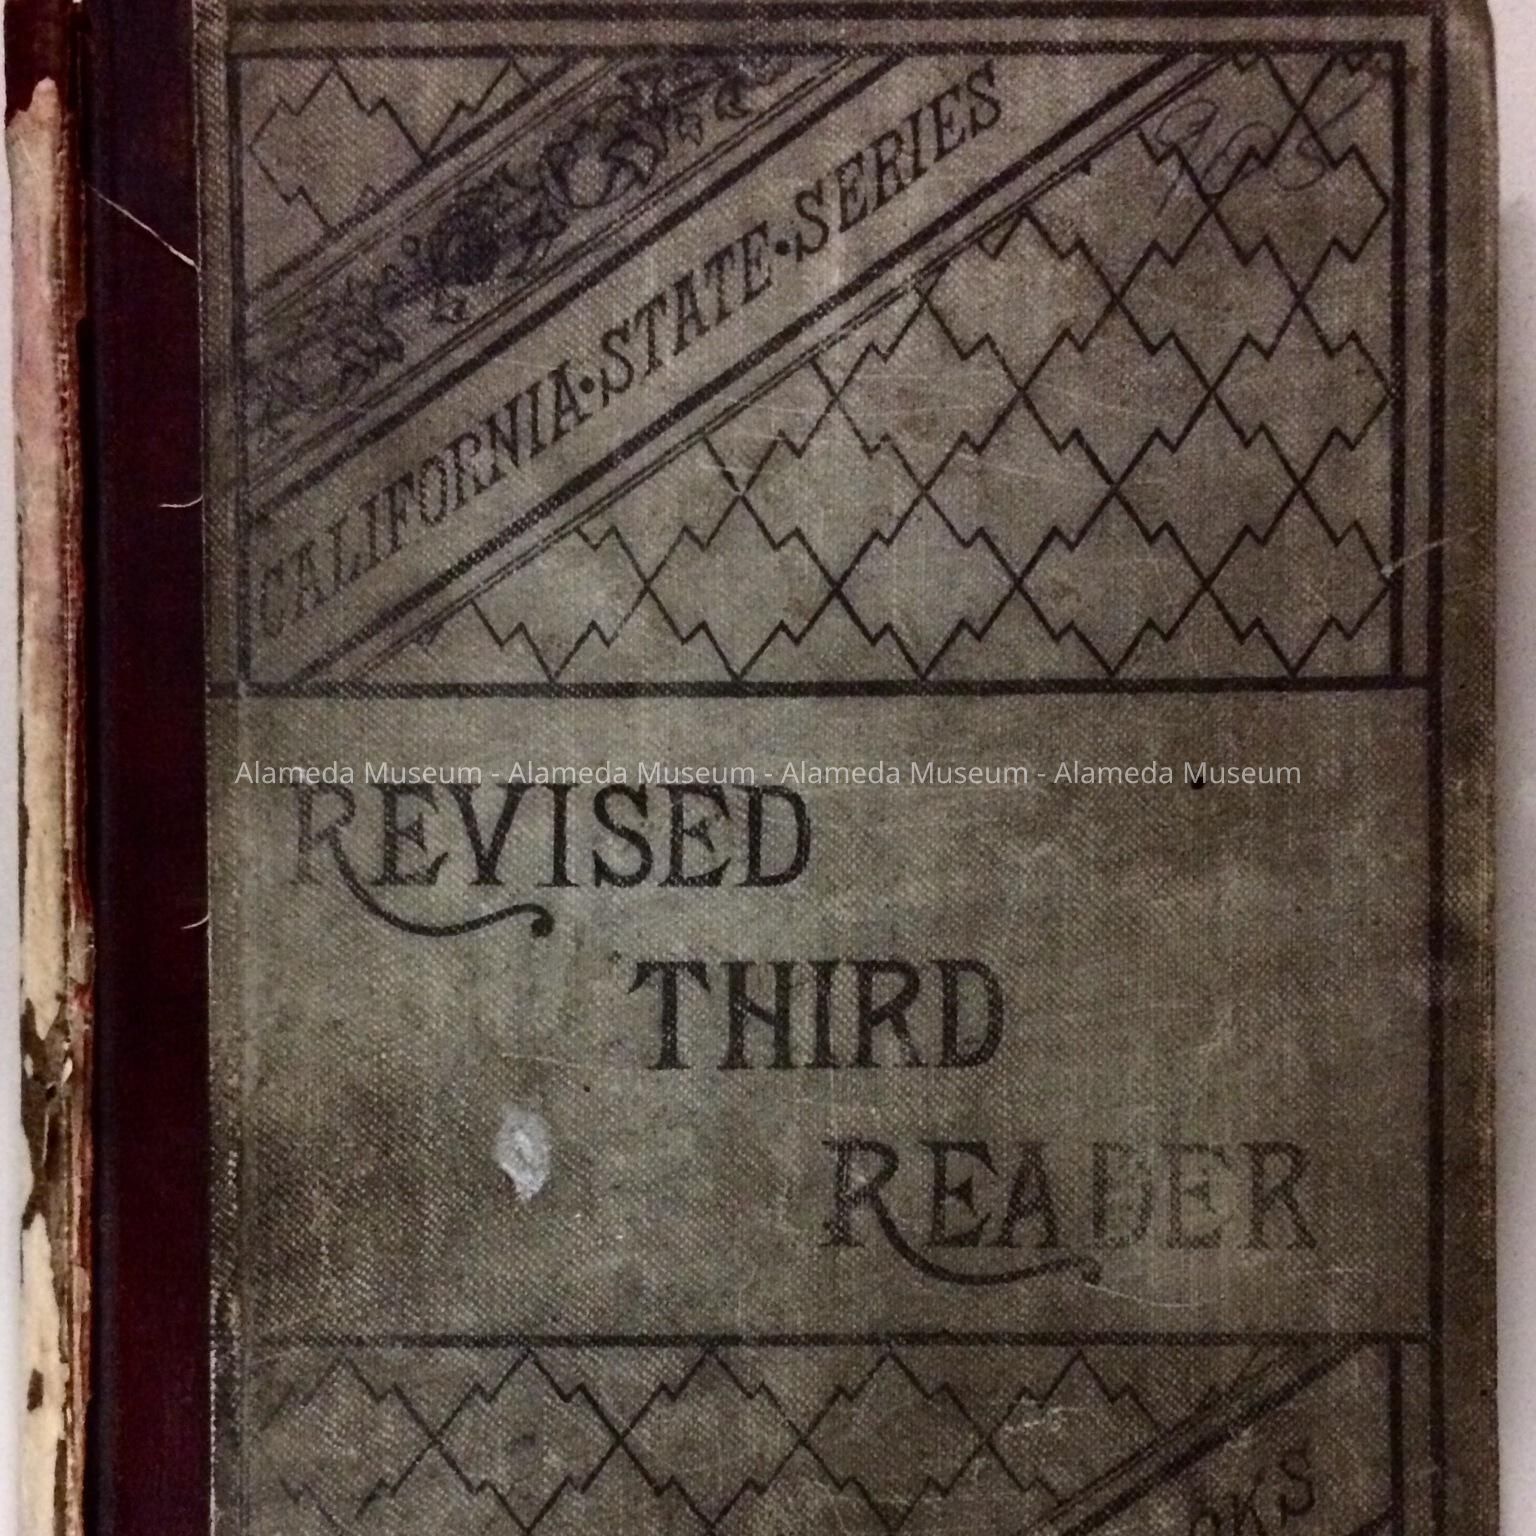 CALIFORNIA·STATE·SERIES
Alameda Museum - Alameda Museum - Alameda Museum - Alameda Museum
REVISED
THIRD
READER